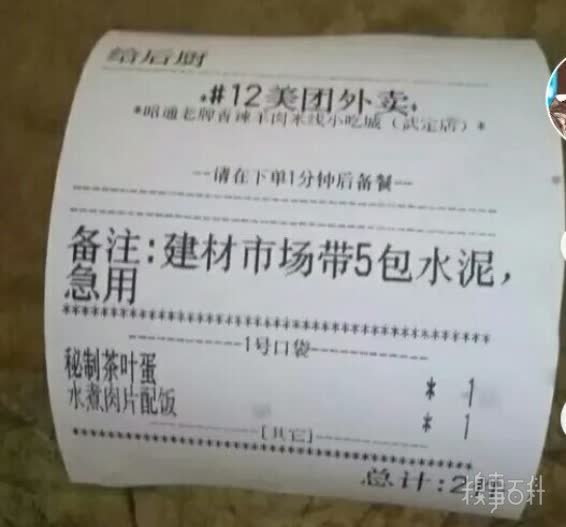 给后厨
*#12美团外卖*
*昭通老牌香辣羊肉米线小吃城(武定店)*
--请在下单1分钟后备餐--
备注:建材市场带5包水泥,
急用
1号口袋
秘制茶叶蛋 * 1
水煮肉片配饭 * 1
[其它]
总计:2
糗事百科